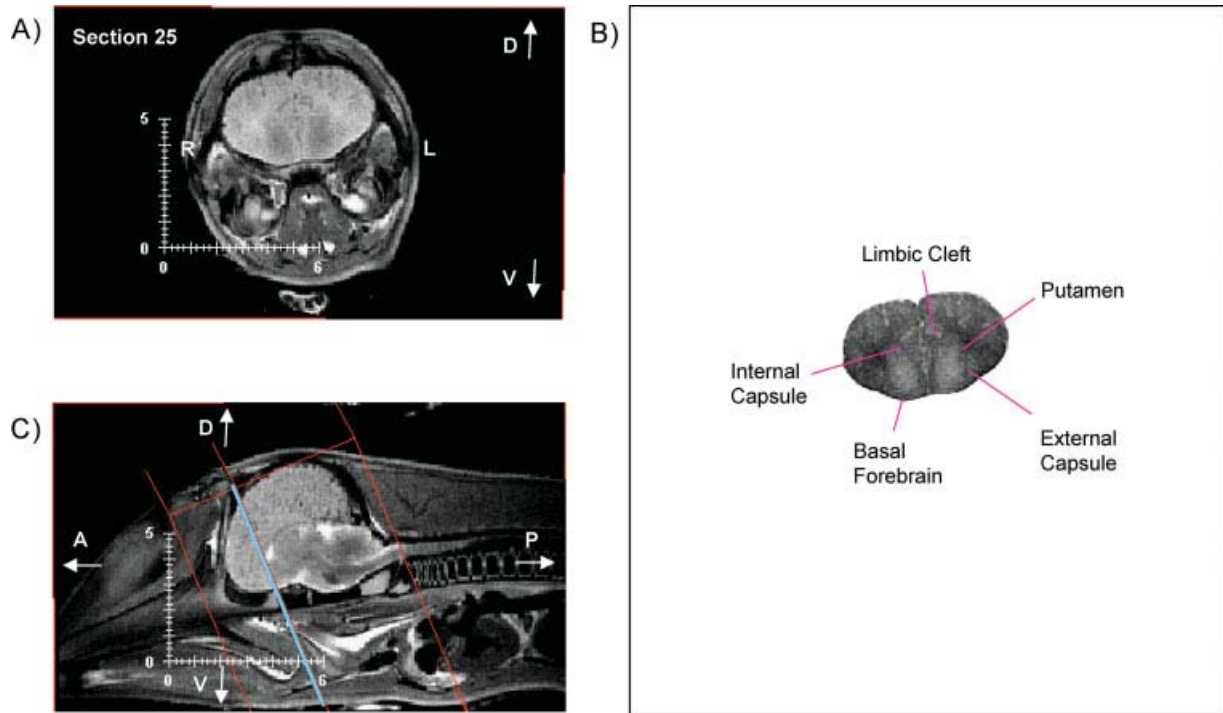 A)
Section 25
D
5
R
L
0
0
6
V
B)
Limbic Cleft
Putamen
Internal
Capsule
Basal
Forebrain
External
Capsule
C)
D
A
5
P
0
0
6
V